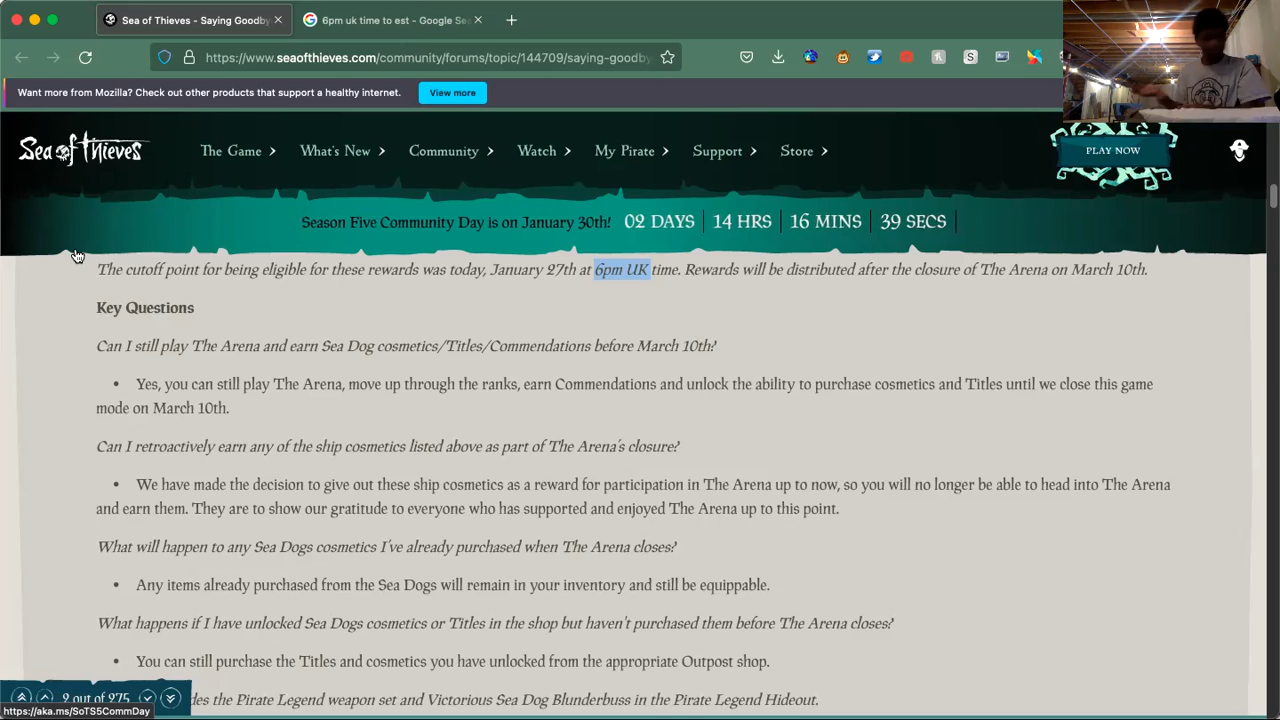 Sea of Thieves - Saying Goodby
6pm uk time to est - Google Se
https://www.seaofthieves.com/community/forums/topic/144709/saying-goodby
Want more from Mozilla? Check out other products that support a healthy internet.
View more
Sea of Thieves
The Game
What's New
Community
Watch
My Pirate
Support
Store
PLAY NOW
Season Five Community Day is on January 30th! 02 DAYS 14 HRS 16 MINS 39 SECS
The cutoff point for being eligible for these rewards was today, January 27th at 6pm UK time. Rewards will be distributed after the closure of The Arena on March 10th.
Key Questions
Can I still play The Arena and earn Sea Dog cosmetics/Titles/Commendations before March 10th?
• Yes, you can still play The Arena, move up through the ranks, earn Commendations and unlock the ability to purchase cosmetics and Titles until we close this game
mode on March 10th.
Can I retroactively earn any of the ship cosmetics listed above as part of The Arena's closure?
• We have made the decision to give out these ship cosmetics as a reward for participation in The Arena up to now, so you will no longer be able to head into The Arena
and earn them. They are to show our gratitude to everyone who has supported and enjoyed The Arena up to this point.
What will happen to any Sea Dogs cosmetics I've already purchased when The Arena closes?
• Any items already purchased from the Sea Dogs will remain in your inventory and still be equippable.
What happens if I have unlocked Sea Dogs cosmetics or Titles in the shop but haven't purchased them before The Arena closes?
• You can still purchase the Titles and cosmetics you have unlocked from the appropriate Outpost shop.
2 out of 275
des the Pirate Legend weapon set and Victorious Sea Dog Blunderbuss in the Pirate Legend Hideout.
https://aka.ms/SoTS5CommDay